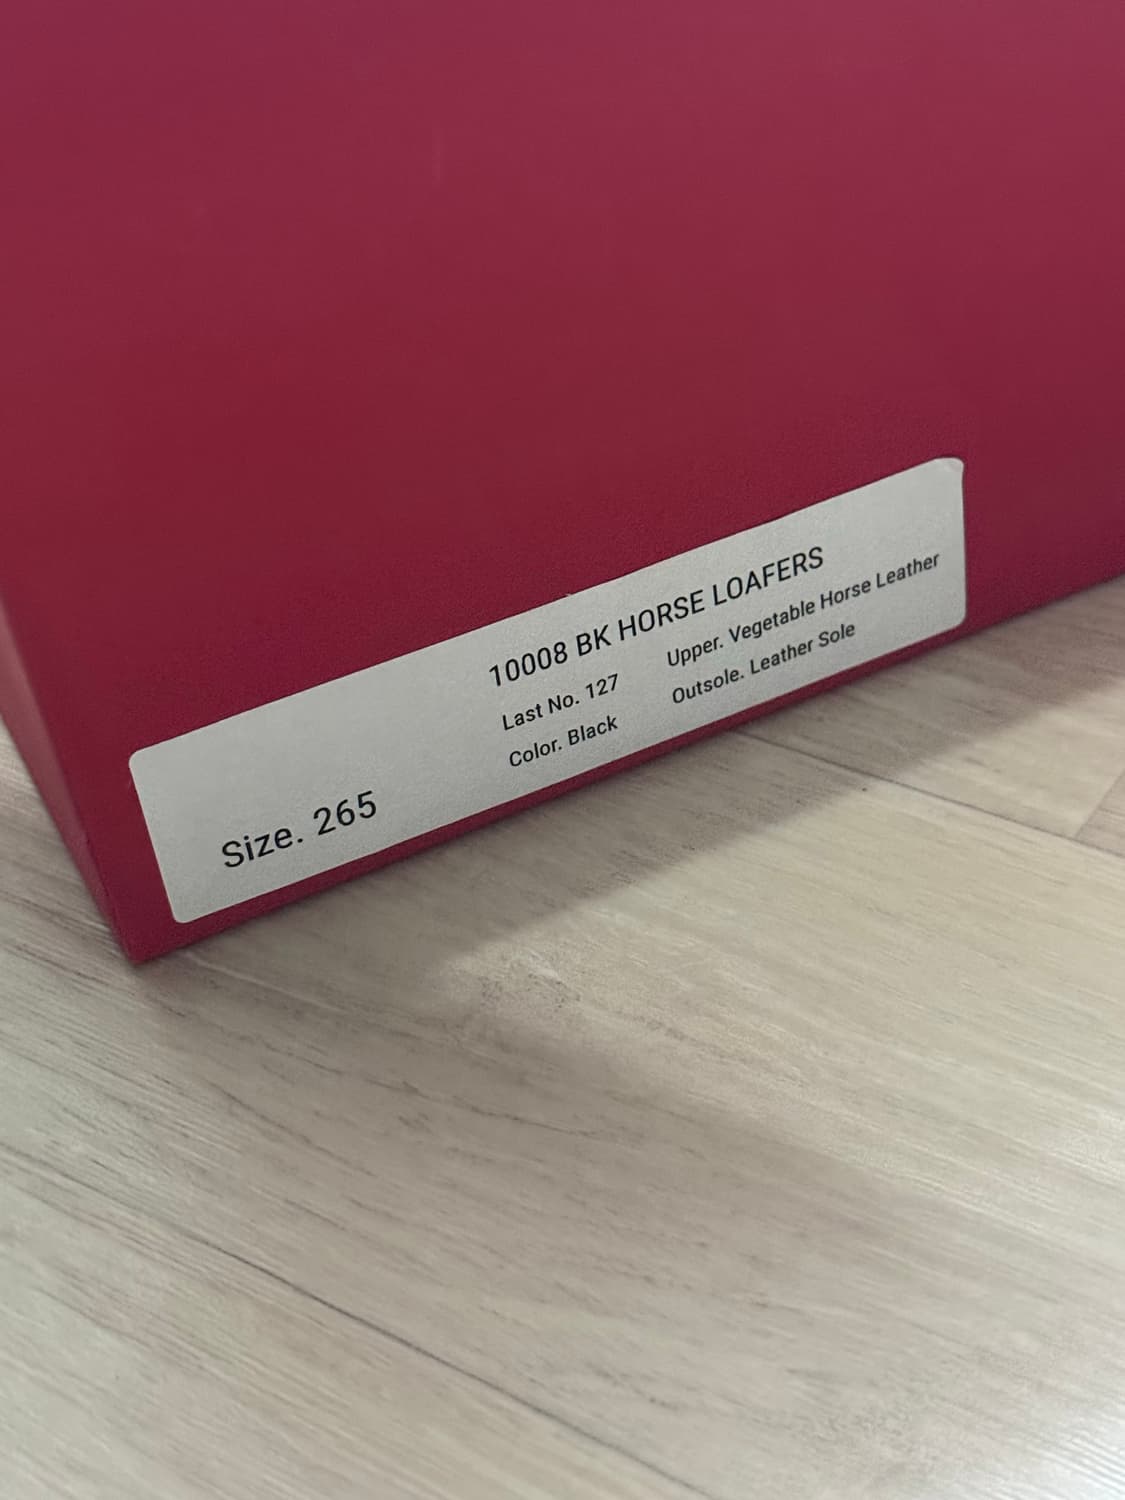 10008 BK HORSE LOAFERS
Last No. 127 Upper. Vegetable Horse Leather
Color. Black Outsole. Leather Sole
Size. 265